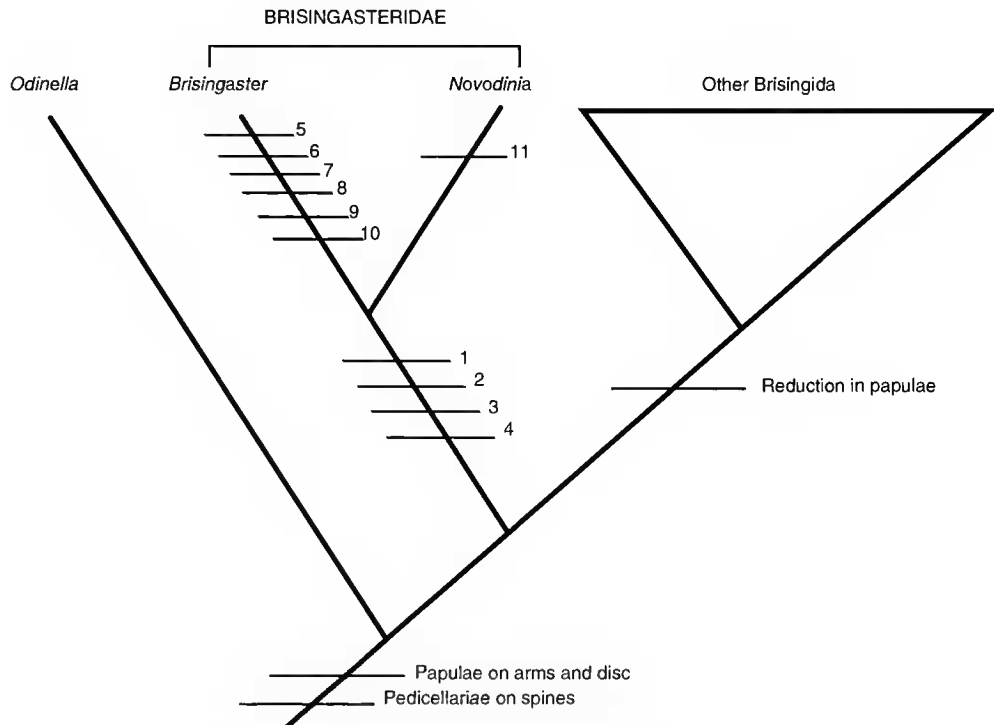 BRISINGASTERIDAE
Odinella
Brisingaster
Novodinia
Other Brisingida
5
6
7
8
9
10
11
1
2
3
4
Reduction in papulae
Papulae on arms and disc
Pedicellariae on spines